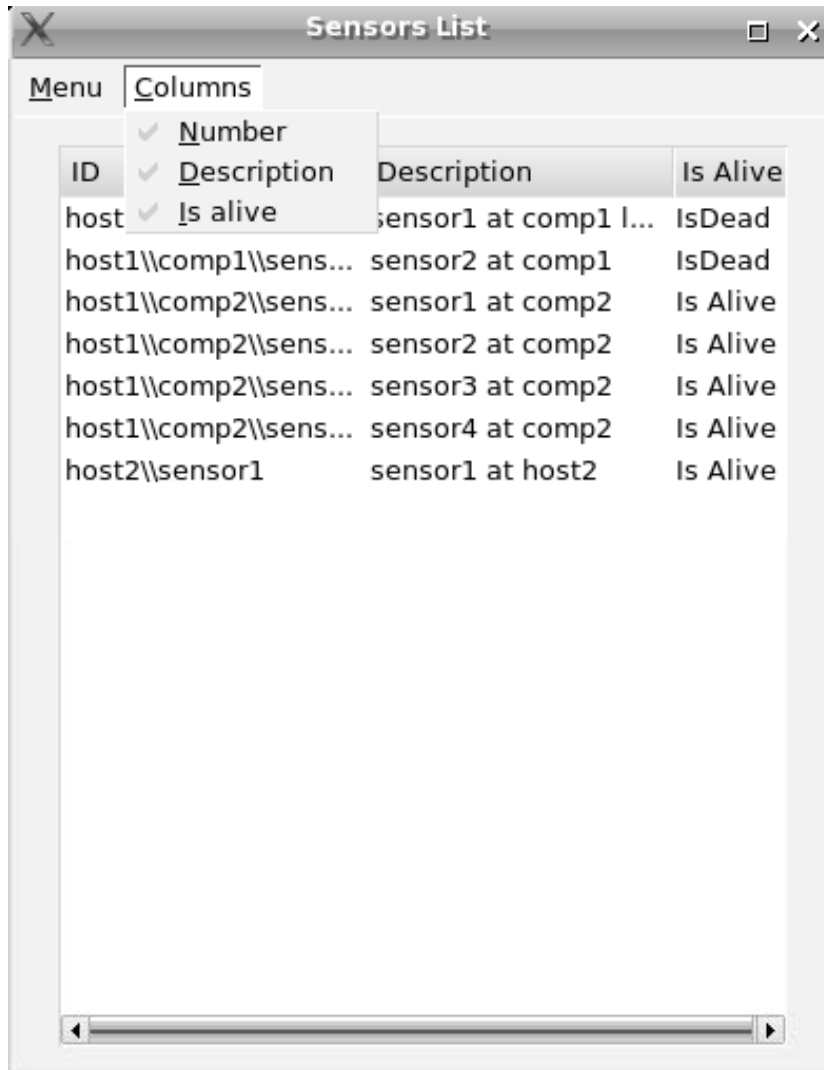 Sensors List
Menu Columns
Number
ID Description Description Is Alive
host Is alive sensor1 at comp1 l... IsDead
host1\\comp1\\sens... sensor2 at comp1 IsDead
host1\\comp2\\sens... sensor1 at comp2 Is Alive
host1\\comp2\\sens... sensor2 at comp2 Is Alive
host1\\comp2\\sens... sensor3 at comp2 Is Alive
host1\\comp2\\sens... sensor4 at comp2 Is Alive
host2\\sensor1 sensor1 at host2 Is Alive